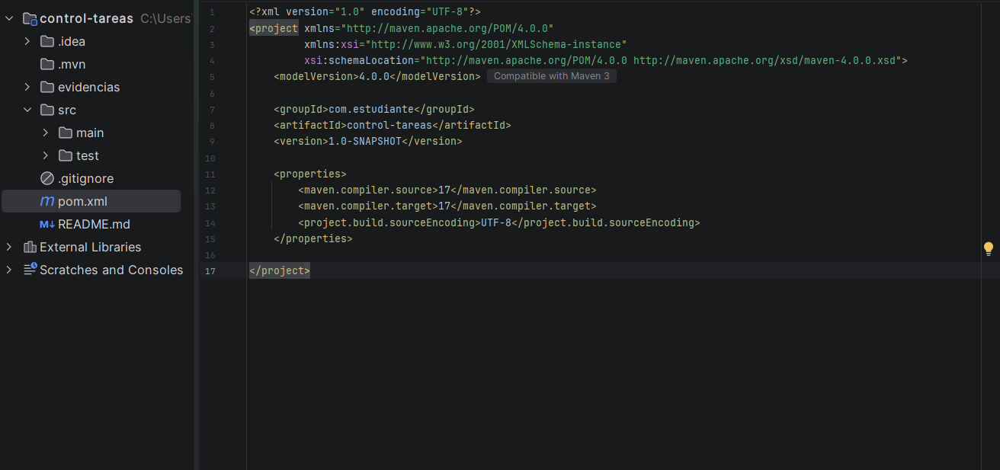 control-tareas C:\Users
.idea
.mvn
evidencias
src
main
test
.gitignore
m pom.xml
M↓ README.md
External Libraries
Scratches and Consoles
1 <?xml version="1.0" encoding="UTF-8"?>
2 <project xmlns="http://maven.apache.org/POM/4.0.0"
3 xmlns:xsi="http://www.w3.org/2001/XMLSchema-instance"
4 xsi:schemaLocation="http://maven.apache.org/POM/4.0.0 http://maven.apache.org/xsd/maven-4.0.0.xsd">
5 <modelVersion>4.0.0</modelVersion> Compatible with Maven 3
6
7 <groupId>com.estudiante</groupId>
8 <artifactId>control-tareas</artifactId>
9 <version>1.0-SNAPSHOT</version>
10
11 <properties>
12 <maven.compiler.source>17</maven.compiler.source>
13 <maven.compiler.target>17</maven.compiler.target>
14 <project.build.sourceEncoding>UTF-8</project.build.sourceEncoding>
15 </properties>
16
17 </project>